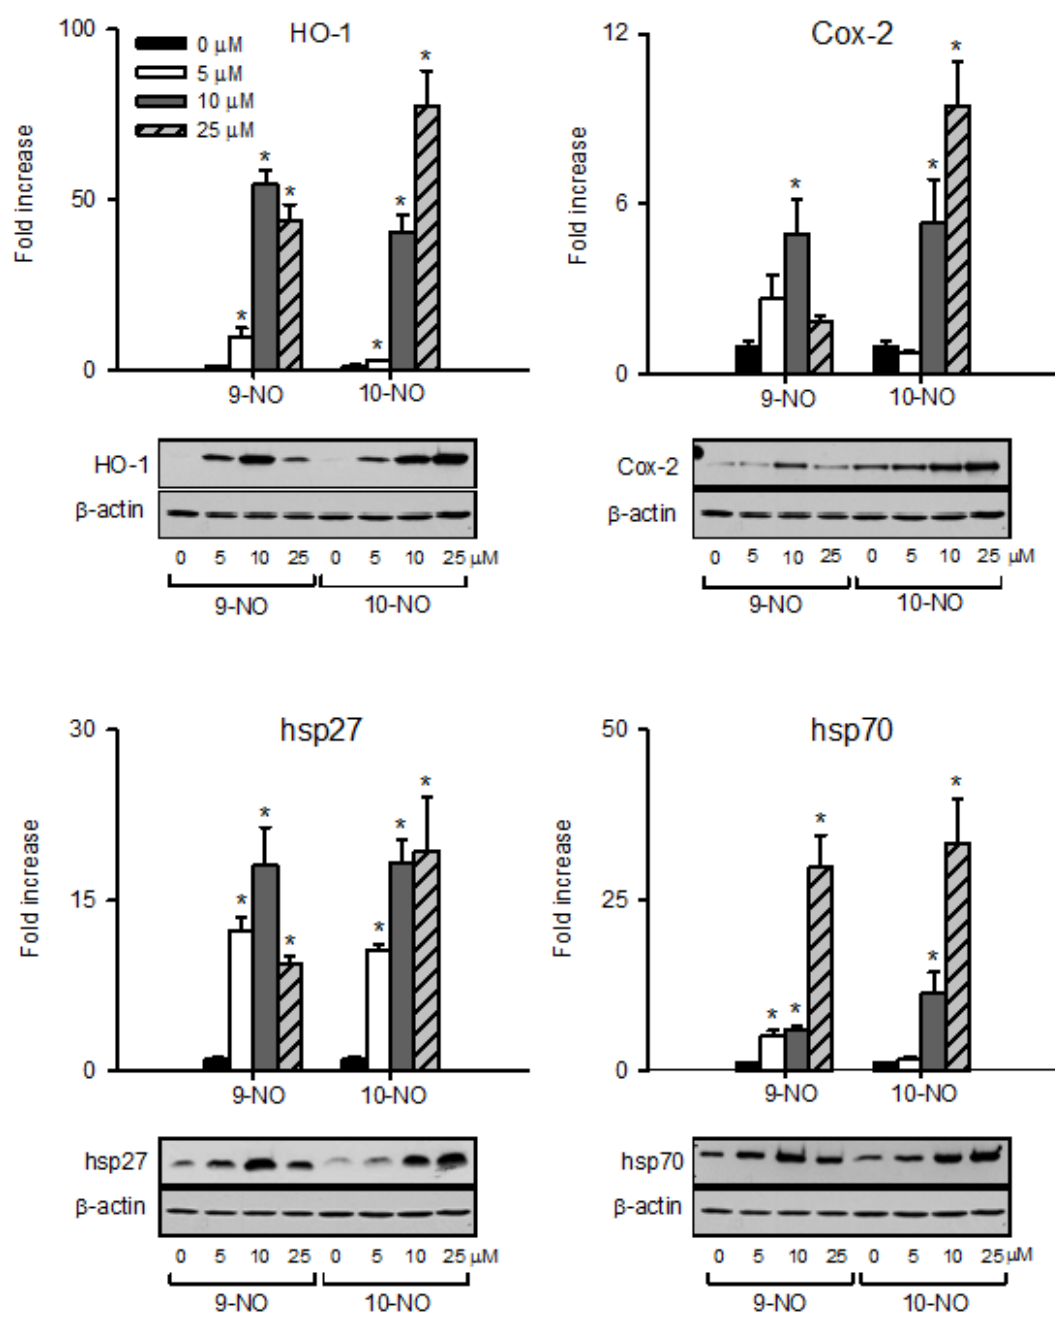 HO-1
100
50
0
Fold increase
0 μM
5 μM
10 μM
25 μM
*
*
*
*
*
*
9-NO
10-NO
HO-1
β-actin
0 5 10 25 0 5 10 25 μM
9-NO 10-NO
Cox-2
12
6
0
Fold increase
*
*
*
9-NO
10-NO
Cox-2
β-actin
0 5 10 25 0 5 10 25 μM
9-NO 10-NO
hsp27
30
15
0
Fold increase
*
*
*
*
*
*
9-NO
10-NO
hsp27
β-actin
0 5 10 25 0 5 10 25 μM
9-NO 10-NO
hsp70
50
25
0
Fold increase
*
*
*
*
*
9-NO
10-NO
hsp70
β-actin
0 5 10 25 0 5 10 25 μM
9-NO 10-NO